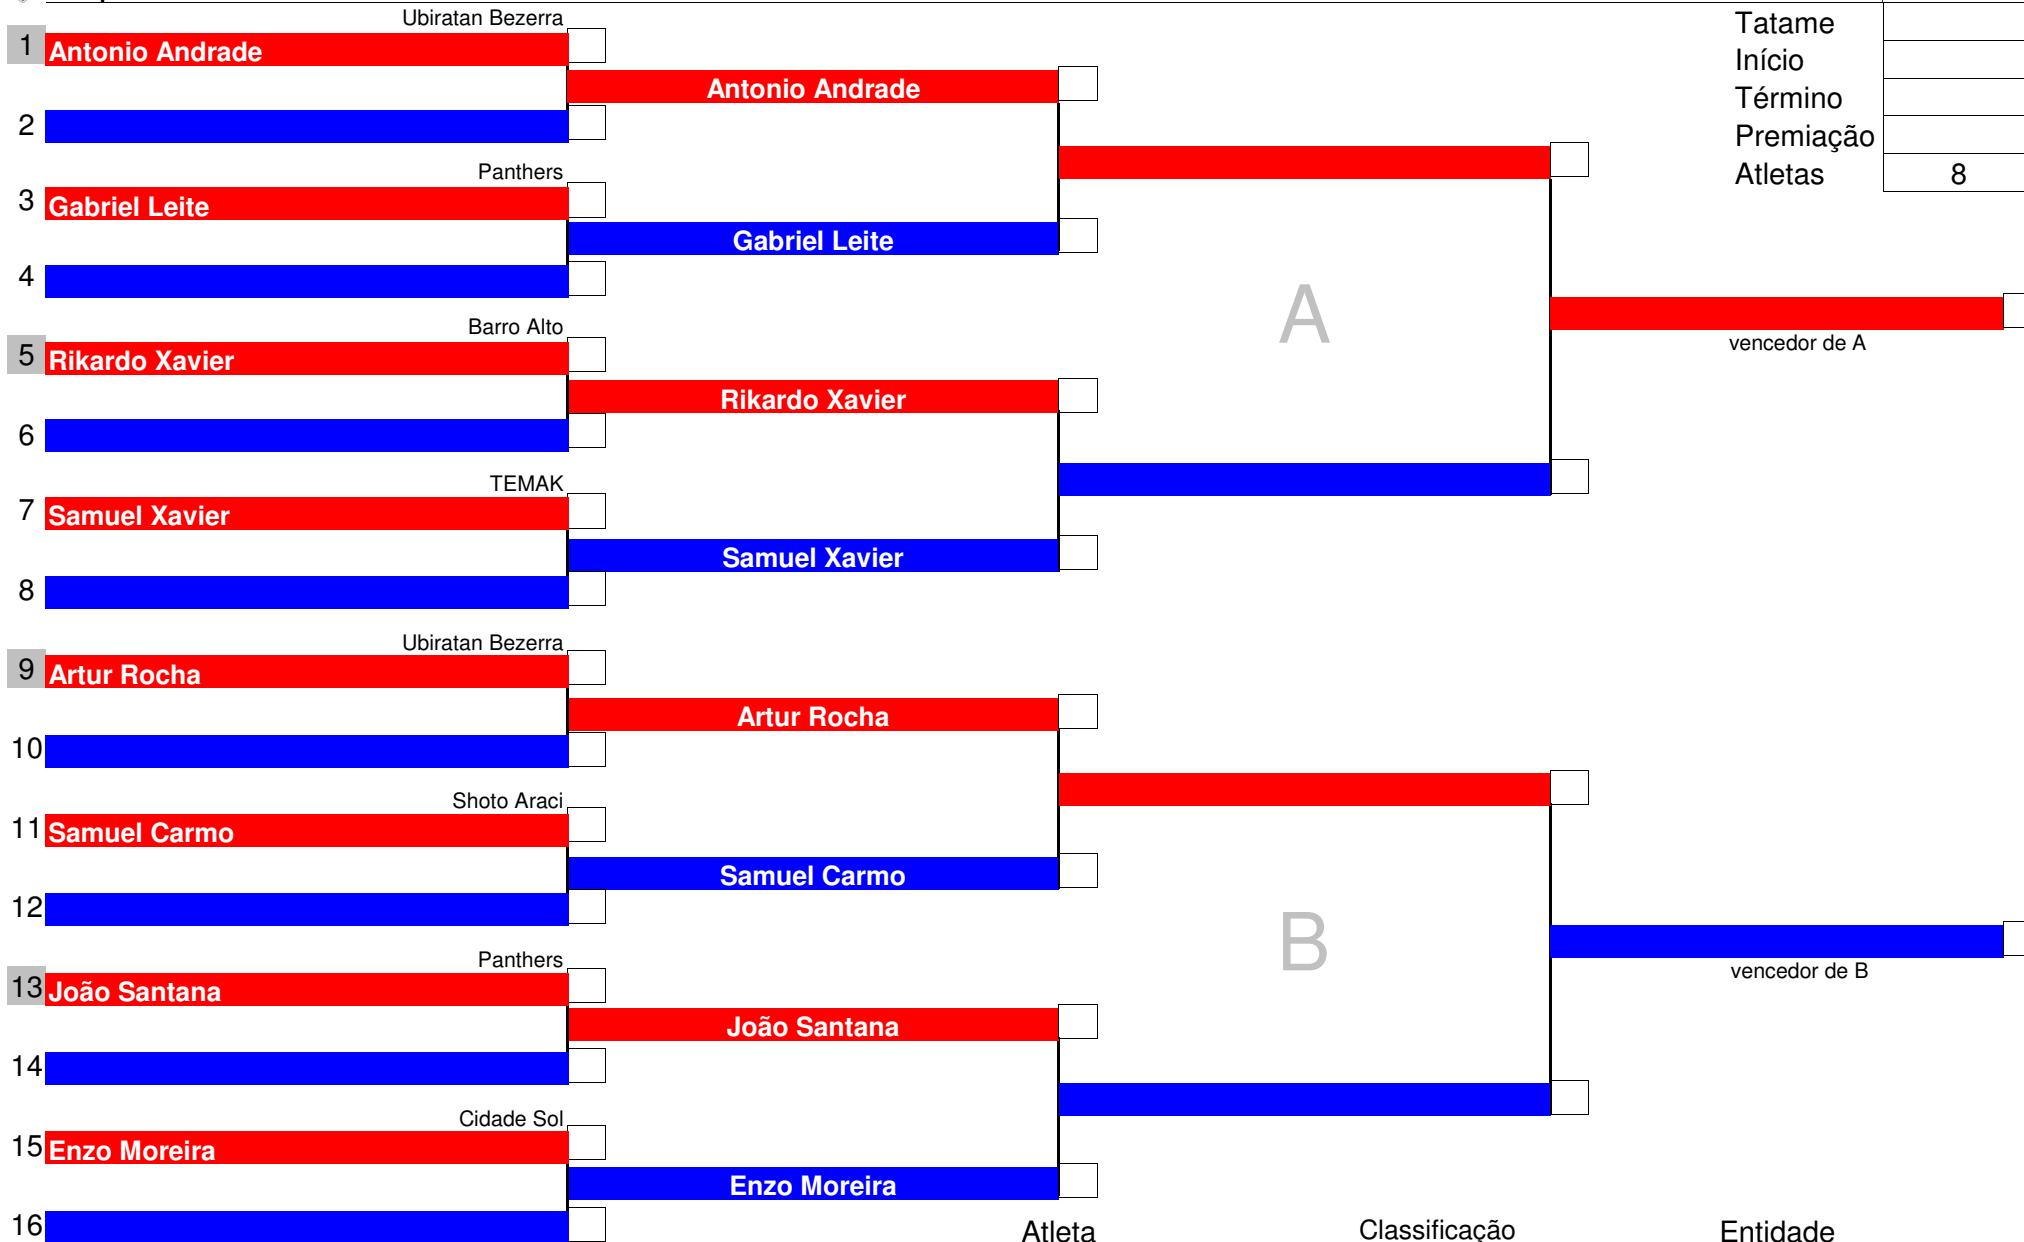 Ubiratan Bezerra
Tatame
1 Antonio Andrade
Início
Antonio Andrade
Término
2
Premiação
Panthers
Atletas 8
3 Gabriel Leite
Gabriel Leite
4
A
Barro Alto
vencedor de A
5 Rikardo Xavier
Rikardo Xavier
6
TEMAK
7 Samuel Xavier
Samuel Xavier
8
Ubiratan Bezerra
9 Artur Rocha
Artur Rocha
10
Shoto Araci
11 Samuel Carmo
Samuel Carmo
12
B
Panthers
vencedor de B
13 João Santana
João Santana
14
Cidade Sol
15 Enzo Moreira
Enzo Moreira
16
Atleta Classificação Entidade